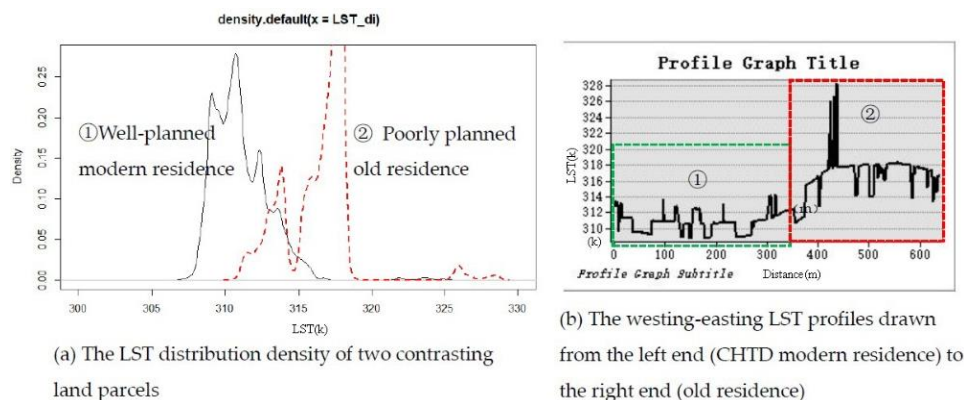 density.default(x = LST_di)
0.00 0.05 0.10 0.15 0.20 0.25
Density
①Well-planned
modern residence
② Poorly planned
old residence
300 305 310 315 320 325 330
LST(k)
(a) The LST distribution density of two contrasting
land parcels
Profile Graph Title
328
326
324
322
320
318
316
314
312
310
(k)
LST(k)
①
②
(m)
0 100 200 300 400 500 600
Profile Graph Subtitle
Distance(m)
(b) The westing-easting LST profiles drawn
from the left end (CHTD modern residence) to
the right end (old residence)